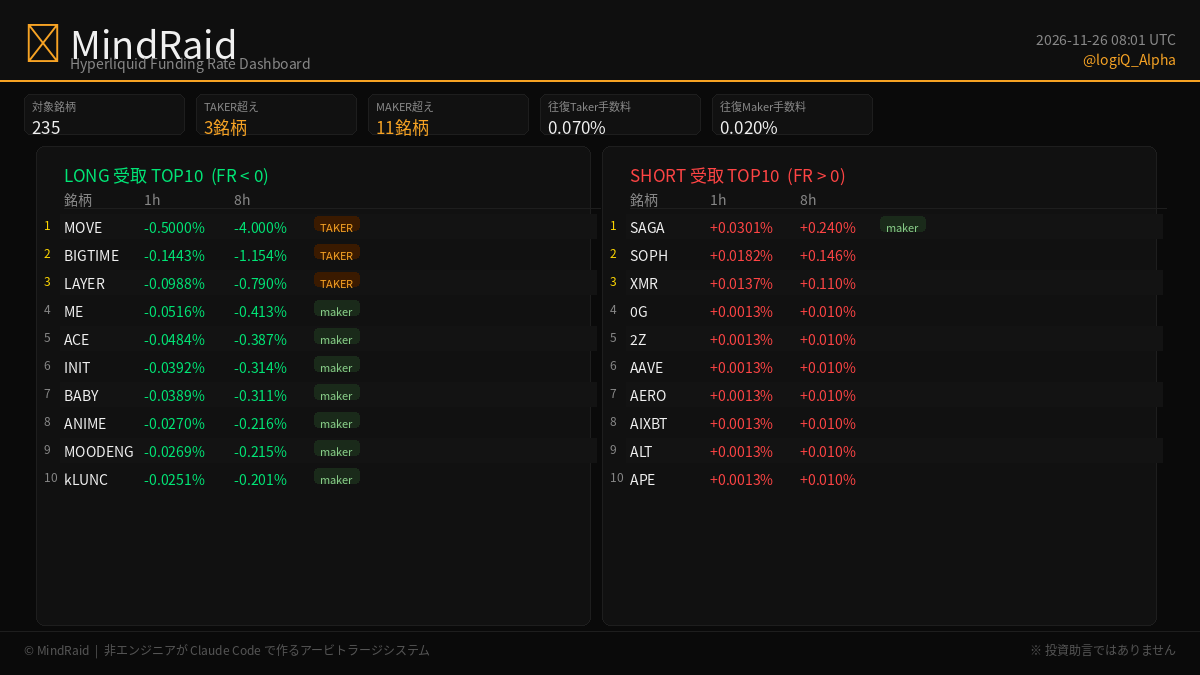 MindRaid
Hyperliquid Funding Rate Dashboard
2026-11-26 08:01 UTC
@logiQ_Alpha
対象銘柄
235
TAKER超え
3銘柄
MAKER超え
11銘柄
往復Taker手数料
0.070%
往復Maker手数料
0.020%
LONG 受取 TOP10 (FR < 0)
銘柄 1h 8h
1 MOVE -0.5000% -4.000% TAKER
2 BIGTIME -0.1443% -1.154% TAKER
3 LAYER -0.0988% -0.790% TAKER
4 ME -0.0516% -0.413% maker
5 ACE -0.0484% -0.387% maker
6 INIT -0.0392% -0.314% maker
7 BABY -0.0389% -0.311% maker
8 ANIME -0.0270% -0.216% maker
9 MOODENG -0.0269% -0.215% maker
10 kLUNC -0.0251% -0.201% maker
SHORT 受取 TOP10 (FR > 0)
銘柄 1h 8h
1 SAGA +0.0301% +0.240% maker
2 SOPH +0.0182% +0.146%
3 XMR +0.0137% +0.110%
4 0G +0.0013% +0.010%
5 2Z +0.0013% +0.010%
6 AAVE +0.0013% +0.010%
7 AERO +0.0013% +0.010%
8 AIXBT +0.0013% +0.010%
9 ALT +0.0013% +0.010%
10 APE +0.0013% +0.010%
© MindRaid | 非エンジニアが Claude Code で作るアービトラージシステム
※ 投資助言ではありません